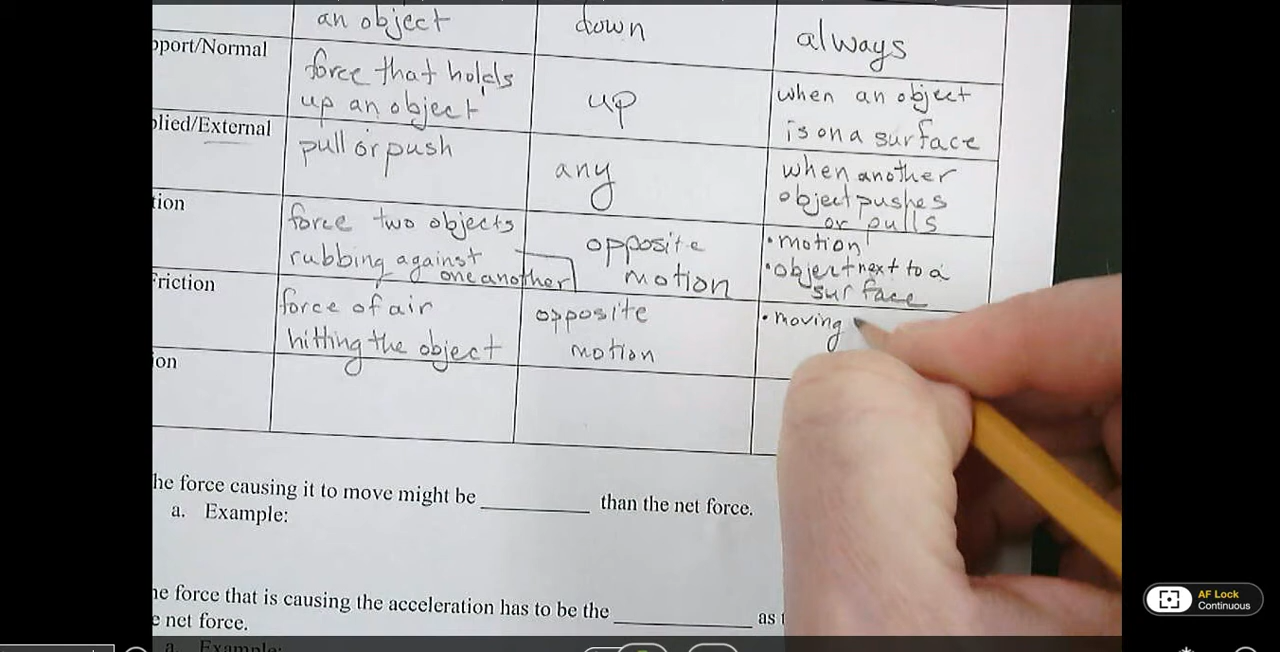 an object
down
always
pport/Normal
force that holds
up an object
up
when an object
is on a surface
plied/External
pull or push
any
when another
object pushes
or pulls
tion
force two objects
rubbing against
one another
opposite
motion
• motion
• object next to a
surface
Friction
force of air
hitting the object
opposite
motion
• moving
ion
he force causing it to move might be ________ than the net force.
a. Example:
he force that is causing the acceleration has to be the ________ as t
e net force.
a. Example:
AF Lock
Continuous